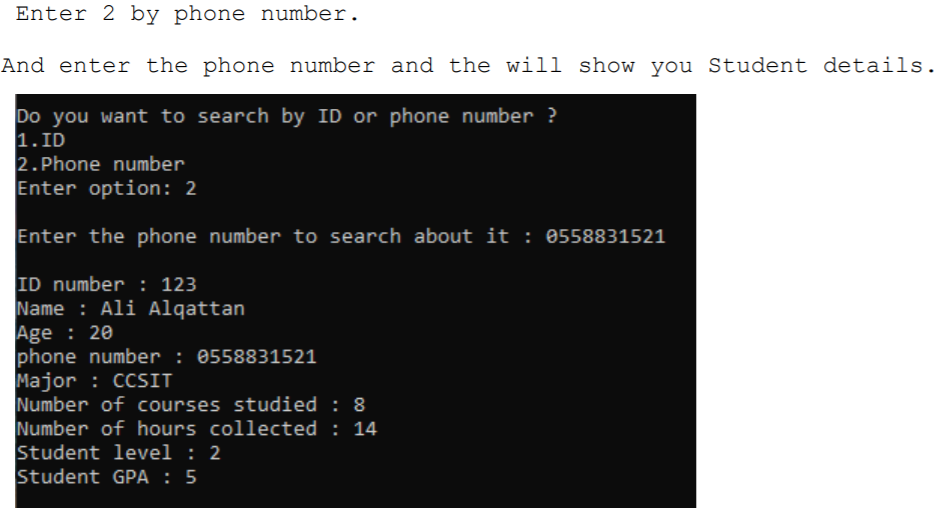 Enter 2 by phone number.
And enter the phone number and the will show you Student details.
Do you want to search by ID or phone number ?
1.ID
2.Phone number
Enter option: 2
Enter the phone number to search about it : 0558831521
ID number : 123
Name : Ali Alqattan
Age : 20
phone number : 0558831521
Major : CCSIT
Number of courses studied : 8
Number of hours collected : 14
Student level : 2
Student GPA : 5